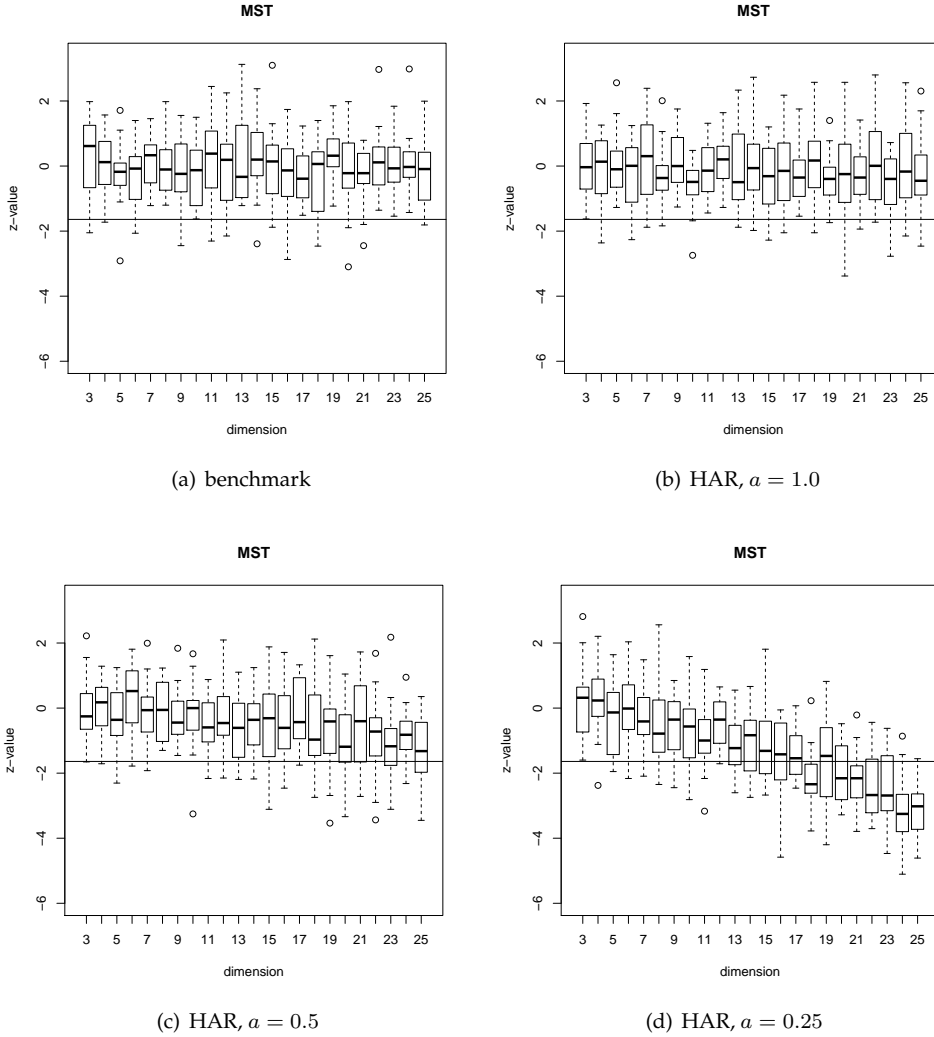 MST
z−value
2
0
−2
−4
−6
3 5 7 9 11 13 15 17 19 21 23 25
dimension
(a) benchmark
MST
z−value
2
0
−2
−4
−6
3 5 7 9 11 13 15 17 19 21 23 25
dimension
(b) HAR, a = 1.0
MST
z−value
2
0
−2
−4
−6
3 5 7 9 11 13 15 17 19 21 23 25
dimension
(c) HAR, a = 0.5
MST
z−value
2
0
−2
−4
−6
3 5 7 9 11 13 15 17 19 21 23 25
dimension
(d) HAR, a = 0.25